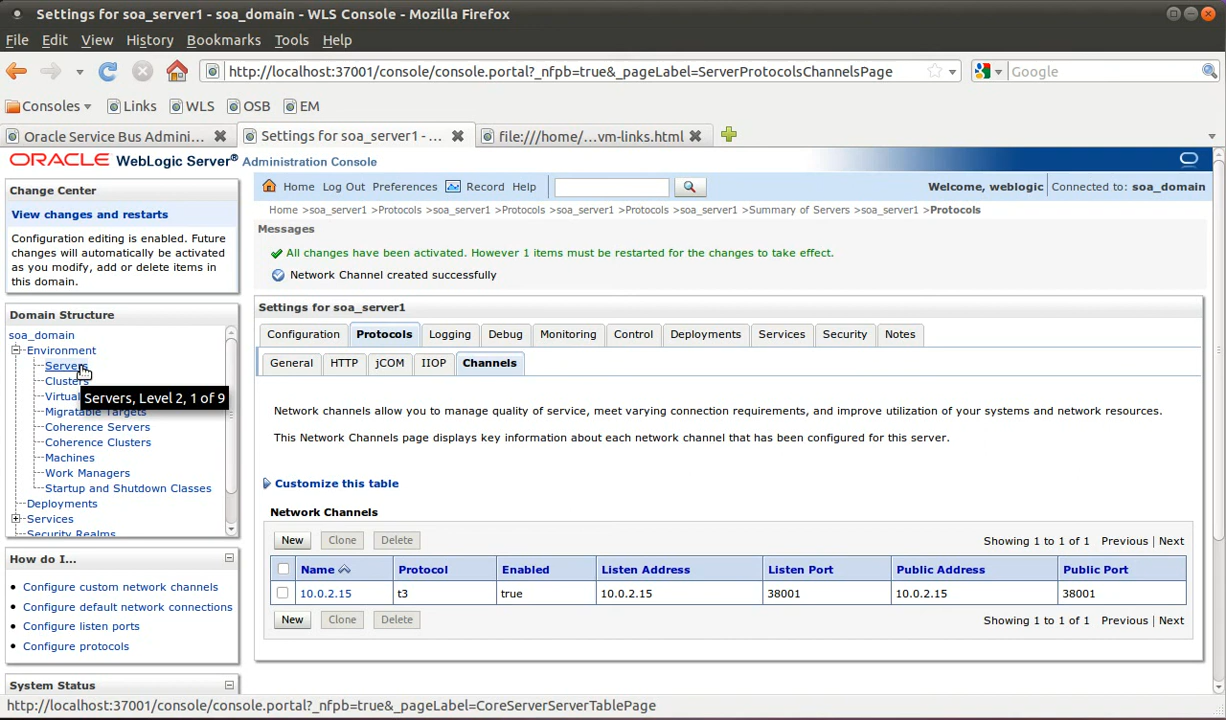 Settings for soa_server1 - soa_domain - WLS Console - Mozilla Firefox
File Edit View History Bookmarks Tools Help
http://localhost:37001/console/console.portal?_nfpb=true&_pageLabel=ServerProtocolsChannelsPage
Google
Consoles Links WLS OSB EM
Oracle Service Bus Admini...
Settings for soa_server1 - ...
file:///home/...vm-links.html
ORACLE WebLogic Server® Administration Console
Change Center
View changes and restarts
Configuration editing is enabled. Future
changes will automatically be activated
as you modify, add or delete items in
this domain.
Domain Structure
soa_domain
Environment
Servers
Clusters
Virtual
Servers, Level 2, 1 of 9
Migratable Targets
Coherence Servers
Coherence Clusters
Machines
Work Managers
Startup and Shutdown Classes
Deployments
Services
Security Realms
How do I...
Configure custom network channels
Configure default network connections
Configure listen ports
Configure protocols
System Status
Home Log Out Preferences Record Help
Welcome, weblogic Connected to: soa_domain
Home >soa_server1 >Protocols >soa_server1 >Protocols >soa_server1 >Protocols >soa_server1 >Summary of Servers >soa_server1 >Protocols
Messages
All changes have been activated. However 1 items must be restarted for the changes to take effect.
Network Channel created successfully
Settings for soa_server1
Configuration Protocols Logging Debug Monitoring Control Deployments Services Security Notes
General HTTP jCOM IIOP Channels
Network channels allow you to manage quality of service, meet varying connection requirements, and improve utilization of your systems and network resources.
This Network Channels page displays key information about each network channel that has been configured for this server.
Customize this table
Network Channels
New Clone Delete Showing 1 to 1 of 1 Previous | Next
Name Protocol Enabled Listen Address Listen Port Public Address Public Port
10.0.2.15 t3 true 10.0.2.15 38001 10.0.2.15 38001
New Clone Delete Showing 1 to 1 of 1 Previous | Next
http://localhost:37001/console/console.portal?_nfpb=true&_pageLabel=CoreServerServerTablePage